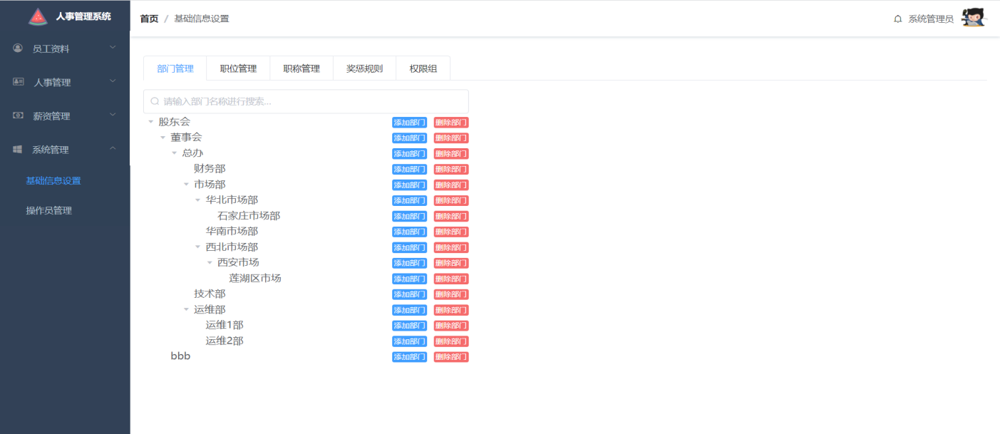 人事管理系统
首页 / 基础信息设置
系统管理员
员工资料
人事管理
薪资管理
系统管理
基础信息设置
操作员管理
部门管理 职位管理 职称管理 奖惩规则 权限组
请输入部门名称进行搜索...
股东会 添加部门 删除部门
董事会 添加部门 删除部门
总办 添加部门 删除部门
财务部 添加部门 删除部门
市场部 添加部门 删除部门
华北市场部 添加部门 删除部门
石家庄市场部 添加部门 删除部门
华南市场部 添加部门 删除部门
西北市场部 添加部门 删除部门
西安市场 添加部门 删除部门
莲湖区市场 添加部门 删除部门
技术部 添加部门 删除部门
运维部 添加部门 删除部门
运维1部 添加部门 删除部门
运维2部 添加部门 删除部门
bbb 添加部门 删除部门